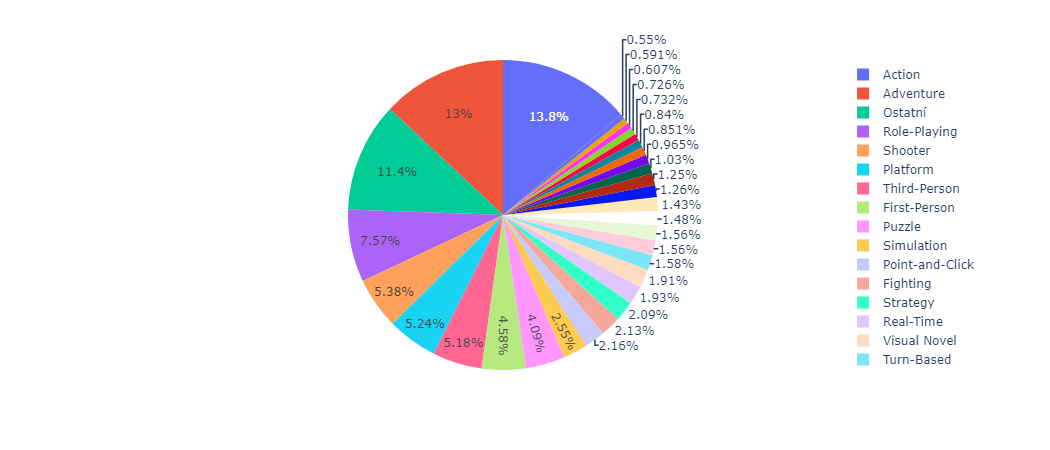 0.55%
0.591%
0.607%
0.726%
0.732%
0.84%
0.851%
0.965%
1.03%
1.25%
1.26%
1.43%
1.48%
1.56%
1.56%
1.58%
1.91%
1.93%
2.09%
2.13%
2.16%
2.55%
4.09%
4.58%
5.18%
5.24%
5.38%
7.57%
11.4%
13%
13.8%
Action
Adventure
Ostatní
Role-Playing
Shooter
Platform
Third-Person
First-Person
Puzzle
Simulation
Point-and-Click
Fighting
Strategy
Real-Time
Visual Novel
Turn-Based